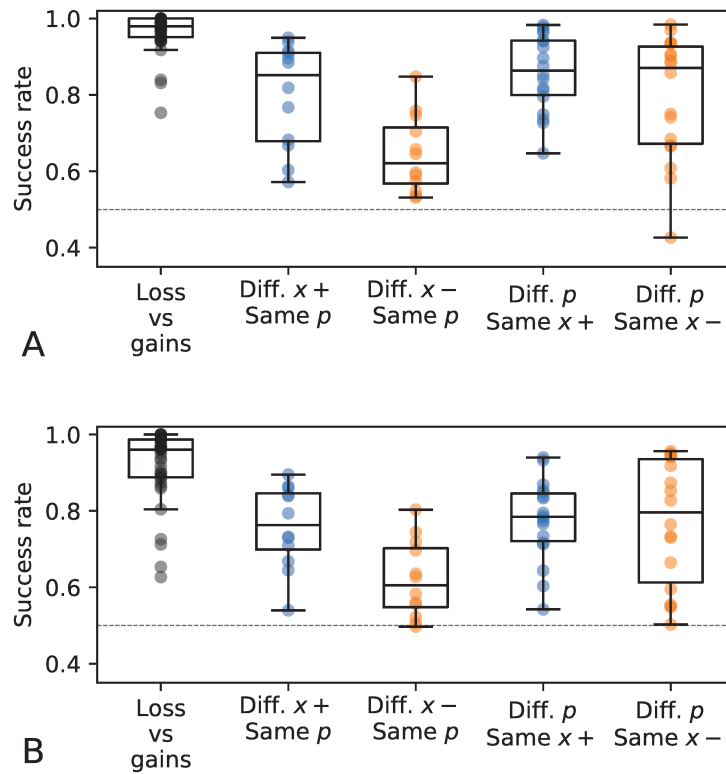 1.0
0.8
0.6
0.4
Success rate
Loss
vs
gains
Diff. x +
Same p
Diff. x −
Same p
Diff. p
Same x +
Diff. p
Same x −
A
1.0
0.8
0.6
0.4
Success rate
Loss
vs
gains
Diff. x +
Same p
Diff. x −
Same p
Diff. p
Same x +
Diff. p
Same x −
B